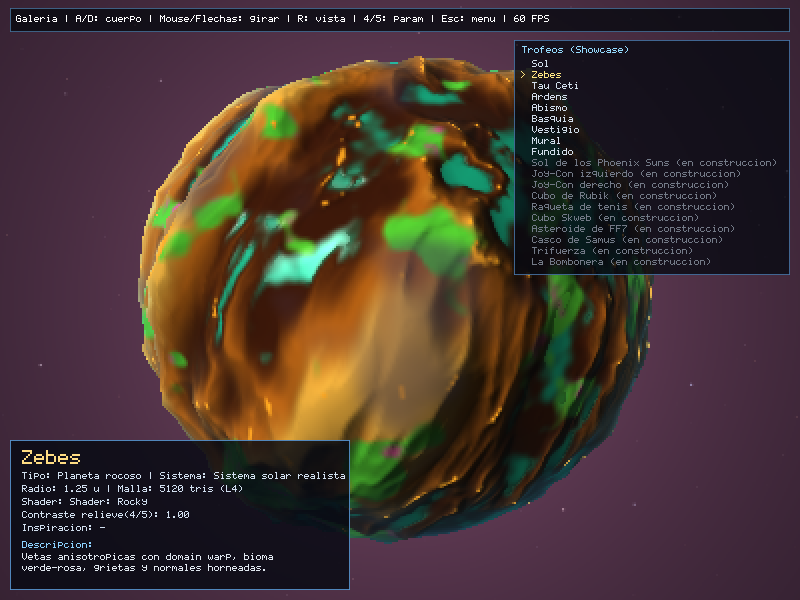 Galeria | A/D: cuerpo | Mouse/Flechas: girar | R: vista | 4/5: Param | Esc: menu | 60 FPS
Trofeos (Showcase)
Sol
> Zebes
Tau Ceti
Ardens
Abismo
Basquia
Vestigio
Mural
Fundido
Sol de los Phoenix Suns (en construccion)
Joy-Con izquierdo (en construccion)
Joy-Con derecho (en construccion)
Cubo de Rubik (en construccion)
Raqueta de tenis (en construccion)
Cubo Skweb (en construccion)
Asteroide de FF7 (en construccion)
Casco de Samus (en construccion)
Trifuerza (en construccion)
La Bombonera (en construccion)
Zebes
Tipo: Planeta rocoso | Sistema: Sistema solar realista
Radio: 1.25 u | Malla: 5120 tris (L4)
Shader: Shader: Rocky
Contraste relieve(4/5): 1.00
Inspiracion: -
Descripcion:
Vetas anisotropicas con domain warp, bioma
verde-rosa, grietas y normales horneadas.